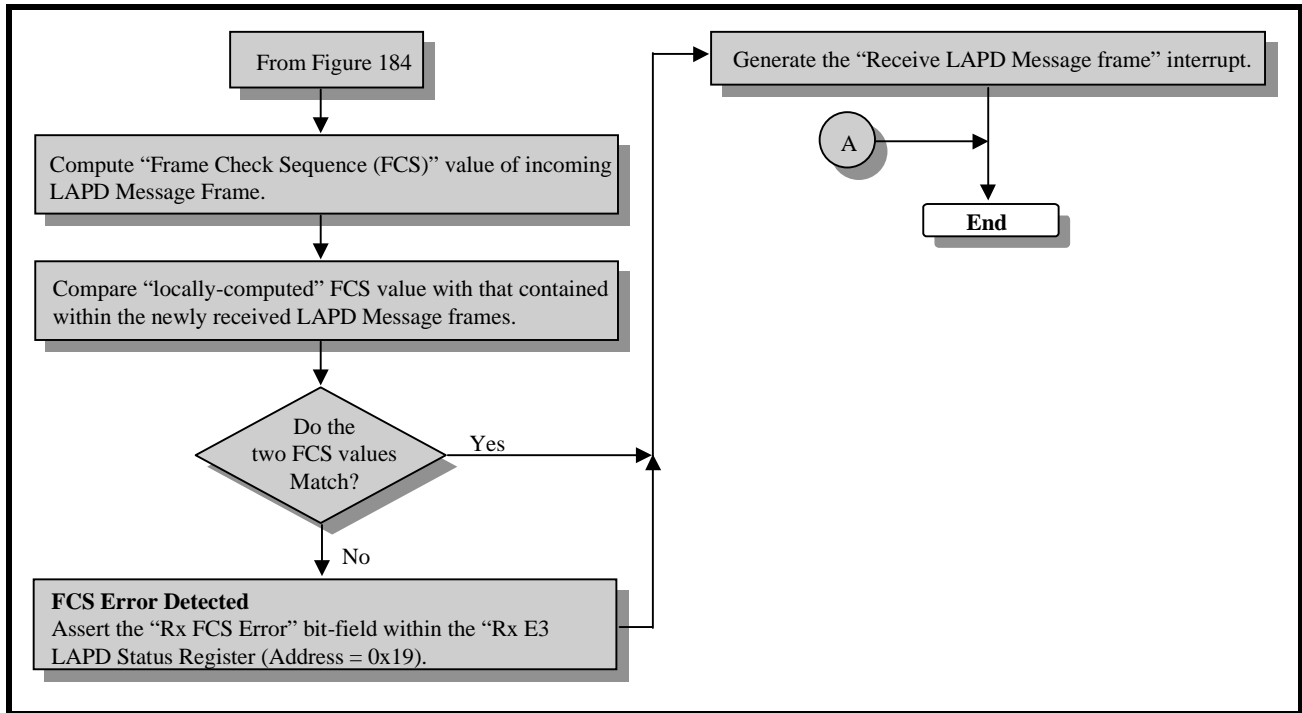 From Figure 184
Compute “Frame Check Sequence (FCS)” value of incoming
LAPD Message Frame.
Compare “locally-computed” FCS value with that contained
within the newly received LAPD Message frames.
Do the
two FCS values
Match?
Yes
No
FCS Error Detected
Assert the “Rx FCS Error” bit-field within the “Rx E3
LAPD Status Register (Address = 0x19).
Generate the “Receive LAPD Message frame” interrupt.
A
End